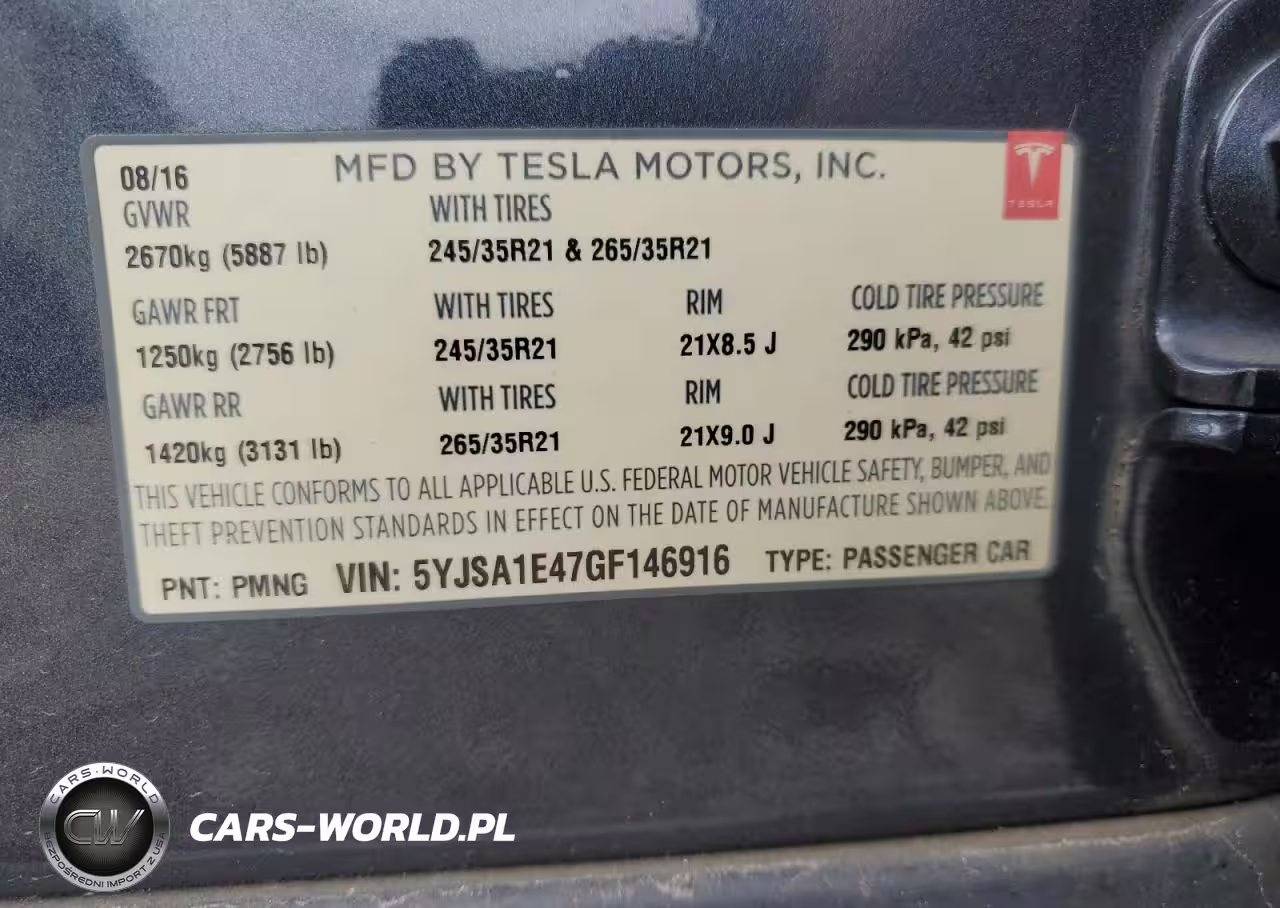 08/16 MFD BY TESLA MOTORS, INC.
TESLA
GVWR WITH TIRES
2670kg (5887 lb) 245/35R21 & 265/35R21
GAWR FRT WITH TIRES RIM COLD TIRE PRESSURE
1250kg (2756 lb) 245/35R21 21X8.5 J 290 kPa, 42 psi
GAWR RR WITH TIRES RIM COLD TIRE PRESSURE
1420kg (3131 lb) 265/35R21 21X9.0 J 290 kPa, 42 psi
THIS VEHICLE CONFORMS TO ALL APPLICABLE U.S. FEDERAL MOTOR VEHICLE SAFETY, BUMPER, AND
THEFT PREVENTION STANDARDS IN EFFECT ON THE DATE OF MANUFACTURE SHOWN ABOVE.
PNT: PMNG VIN: 5YJSA1E47GF146916 TYPE: PASSENGER CAR
CARS-WORLD
CW
BEZPOŚREDNI IMPORT Z USA
CARS-WORLD.PL